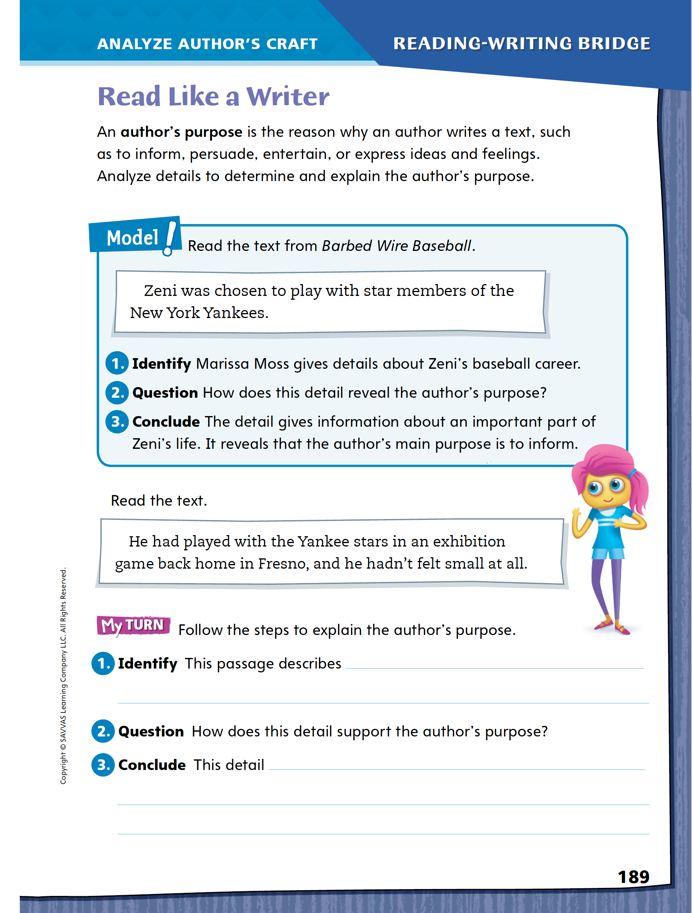 ANALYZE AUTHOR'S CRAFT
READING-WRITING BRIDGE
Read Like a Writer
An author's purpose is the reason why an author writes a text, such
as to inform, persuade, entertain, or express ideas and feelings.
Analyze details to determine and explain the author's purpose.
Model!
Read the text from Barbed Wire Baseball.
Zeni was chosen to play with star members of the
New York Yankees.
1. Identify Marissa Moss gives details about Zeni's baseball career.
2. Question How does this detail reveal the author's purpose?
3. Conclude The detail gives information about an important part of
Zeni's life. It reveals that the author's main purpose is to inform.
Read the text.
He had played with the Yankee stars in an exhibition
game back home in Fresno, and he hadn't felt small at all.
My TURN Follow the steps to explain the author's purpose.
1. Identify This passage describes
2. Question How does this detail support the author's purpose?
3. Conclude This detail
Copyright © SAVVAS Learning Company LLC. All Rights Reserved.
189